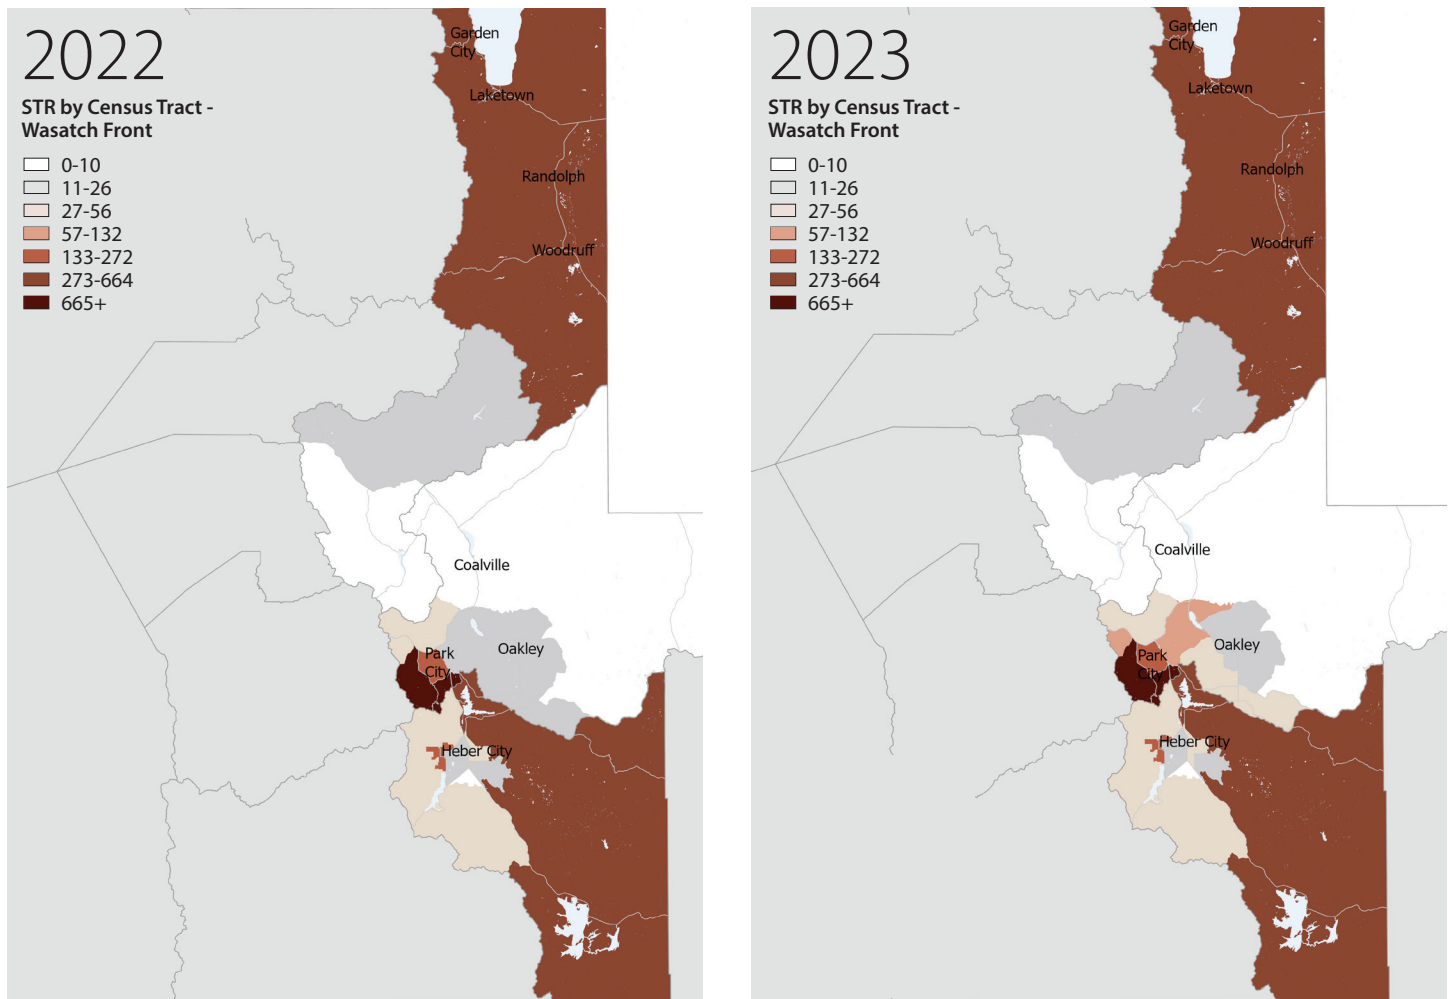 2022
STR by Census Tract -
Wasatch Front
0-10
11-26
27-56
57-132
133-272
273-664
665+
Garden
City
Laketown
Randolph
Woodruff
Coalville
Oakley
Park
City
Heber City
2023
STR by Census Tract -
Wasatch Front
0-10
11-26
27-56
57-132
133-272
273-664
665+
Garden
City
Laketown
Randolph
Woodruff
Coalville
Oakley
Park
City
Heber City